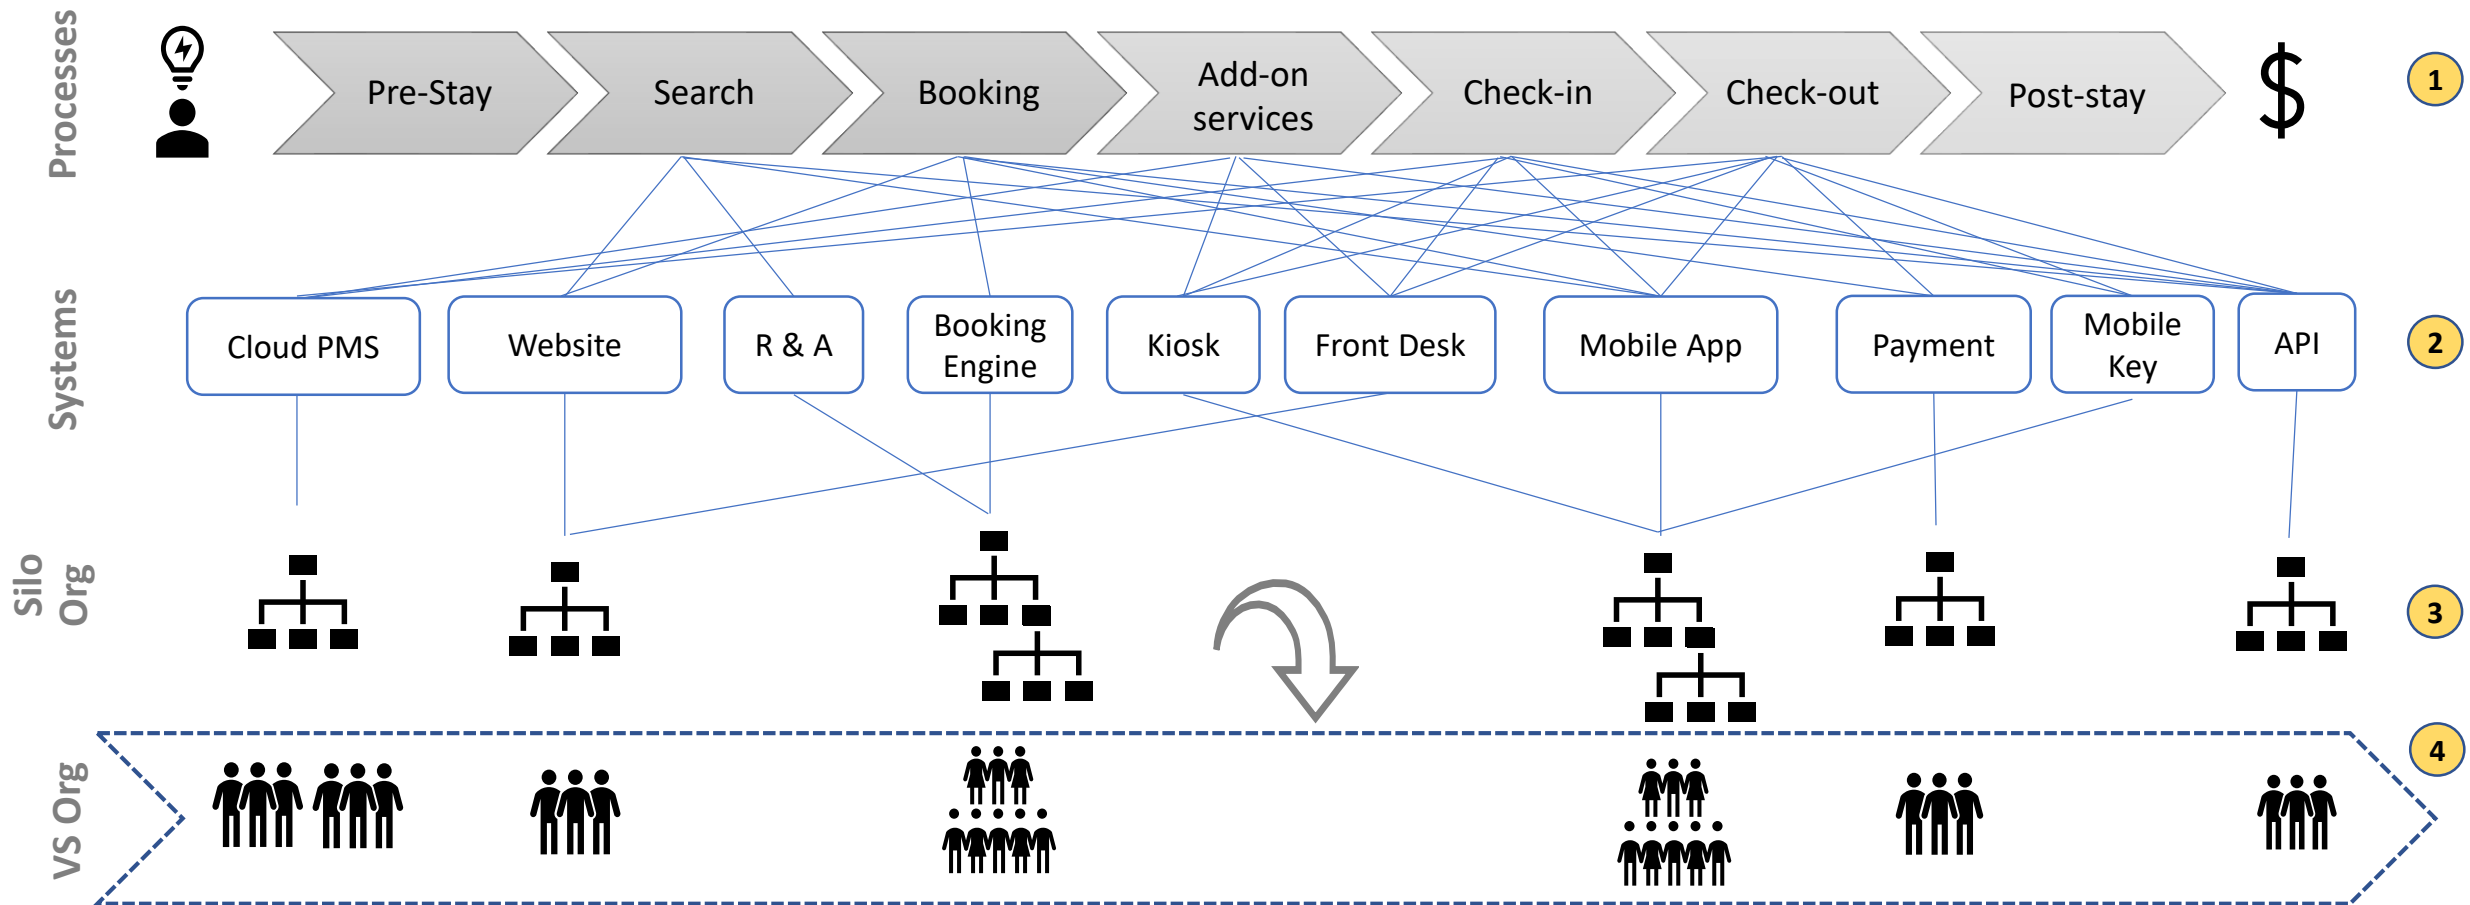 Processes
Pre-Stay
Search
Booking
Add-on
services
Check-in
Check-out
Post-stay
$
1
Systems
Cloud PMS
Website
R & A
Booking
Engine
Kiosk
Front Desk
Mobile App
Payment
Mobile
Key
API
2
Silo
Org
3
VS Org
4